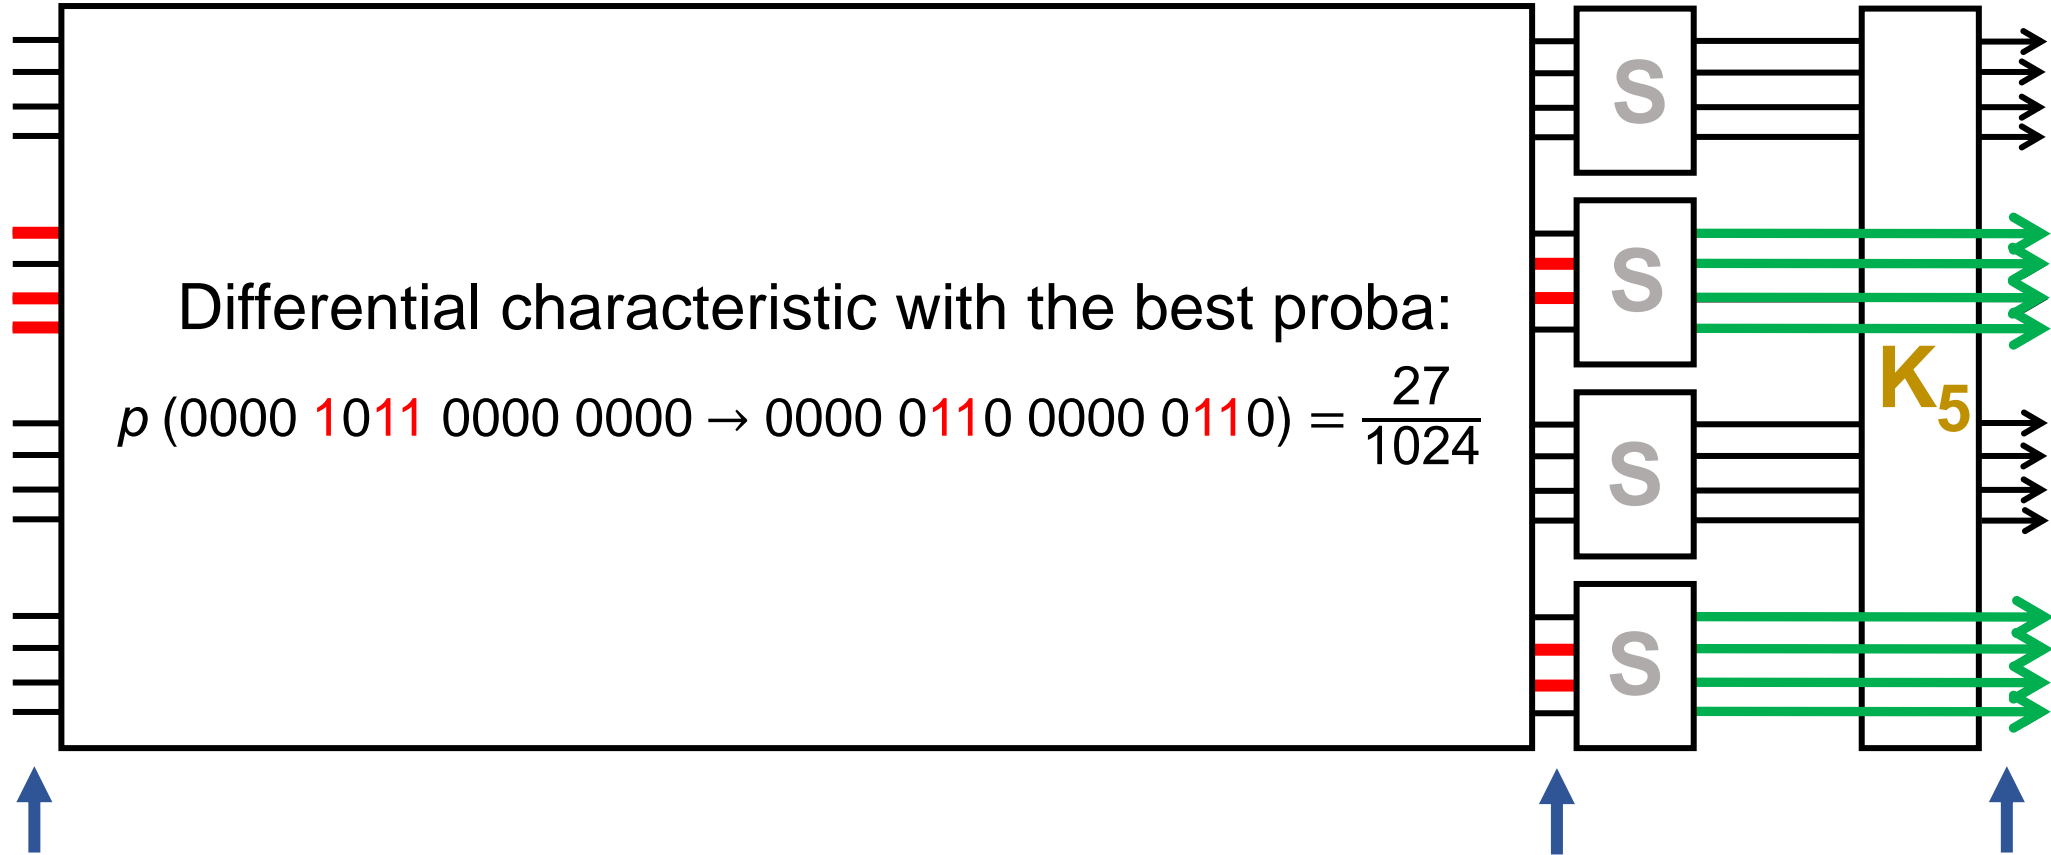 S
S
Differential characteristic with the best proba:
p (0000 1011 0000 0000 → 0000 0110 0000 0110) = 27/1024
K5
S
S